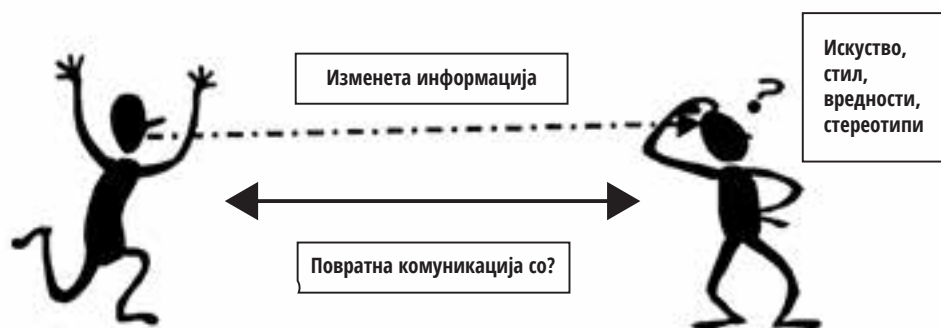 Изменета информација
Искуство,
стил,
вредности,
стереотипи
?
Повратна комуникација со?